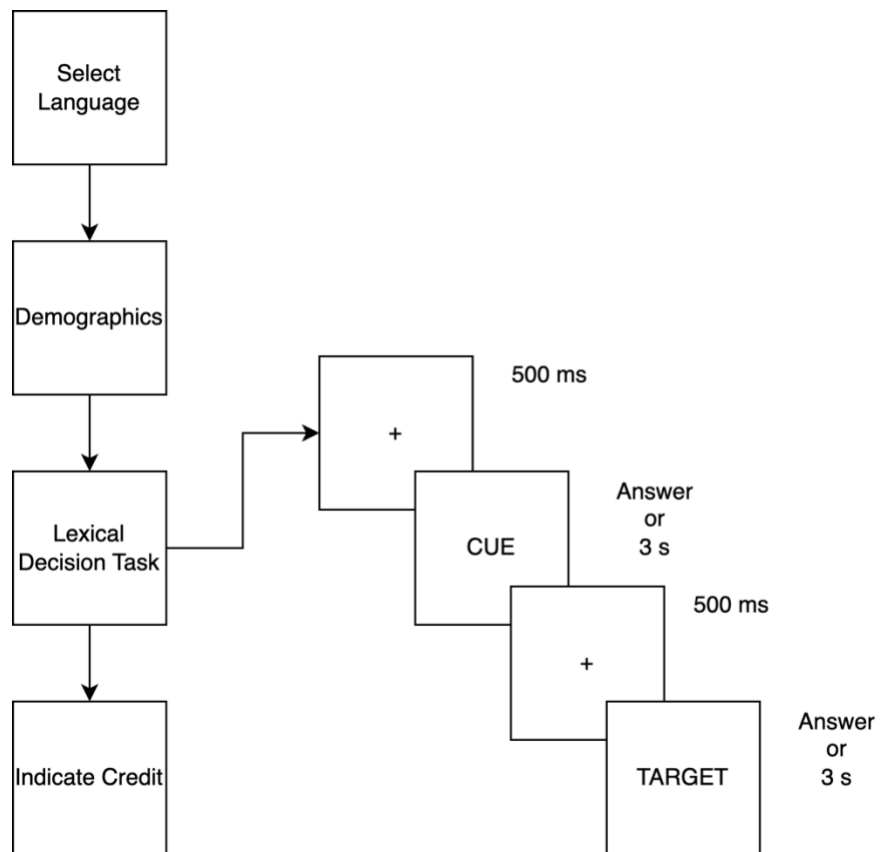 Select
Language
Demographics
Lexical
Decision Task
Indicate Credit
+
500 ms
CUE
Answer
or
3 s
+
500 ms
TARGET
Answer
or
3 s